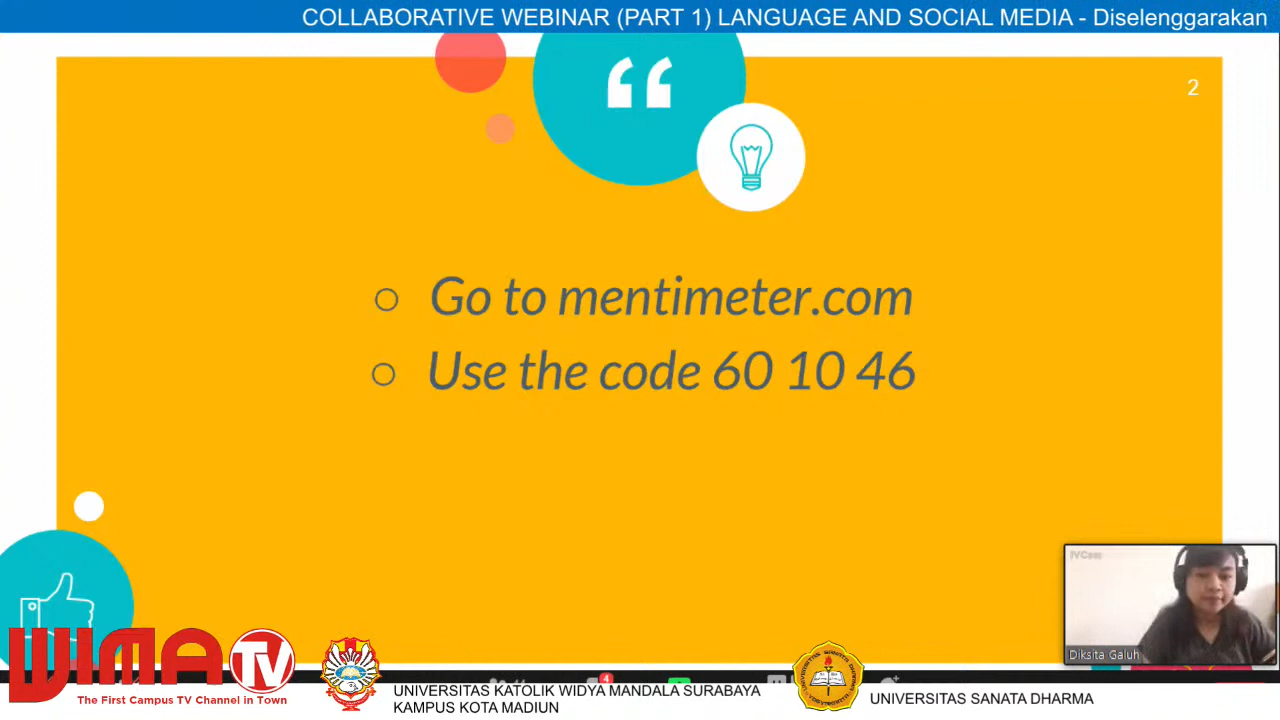 COLLABORATIVE WEBINAR (PART 1) LANGUAGE AND SOCIAL MEDIA - Diselenggarakan
“
2
○ Go to mentimeter.com
○ Use the code 60 10 46
IVCam
Diksita Galuh
WIMA TV
The First Campus TV Channel in Town
4
UNIVERSITAS KATOLIK WIDYA MANDALA SURABAYA
KAMPUS KOTA MADIUN
UNIVERSITAS SANATA DHARMA